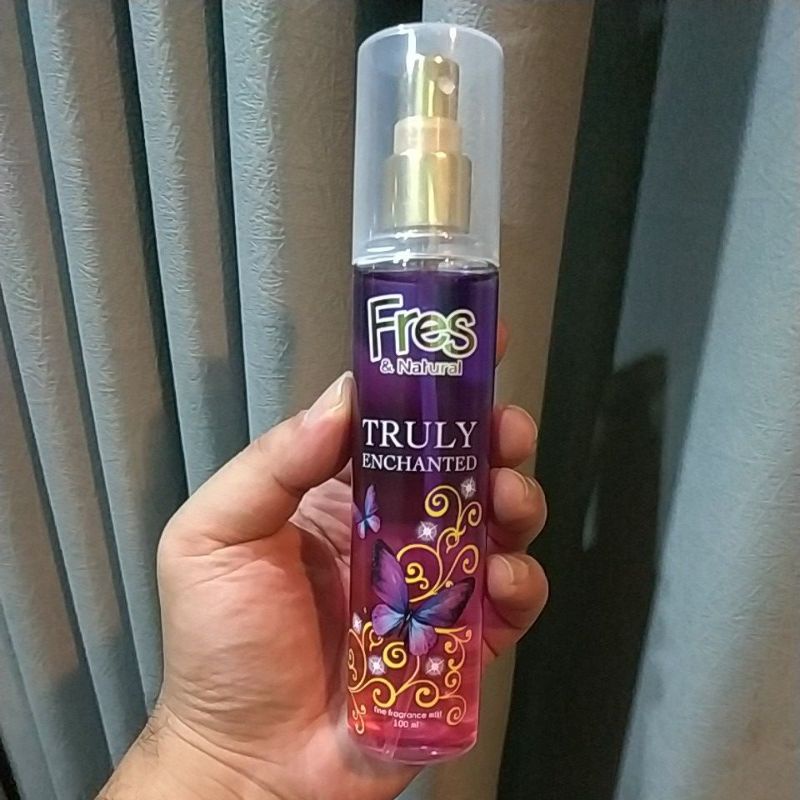 Fres
& Natural
TRULY
ENCHANTED
fine fragrance mist
100 ml